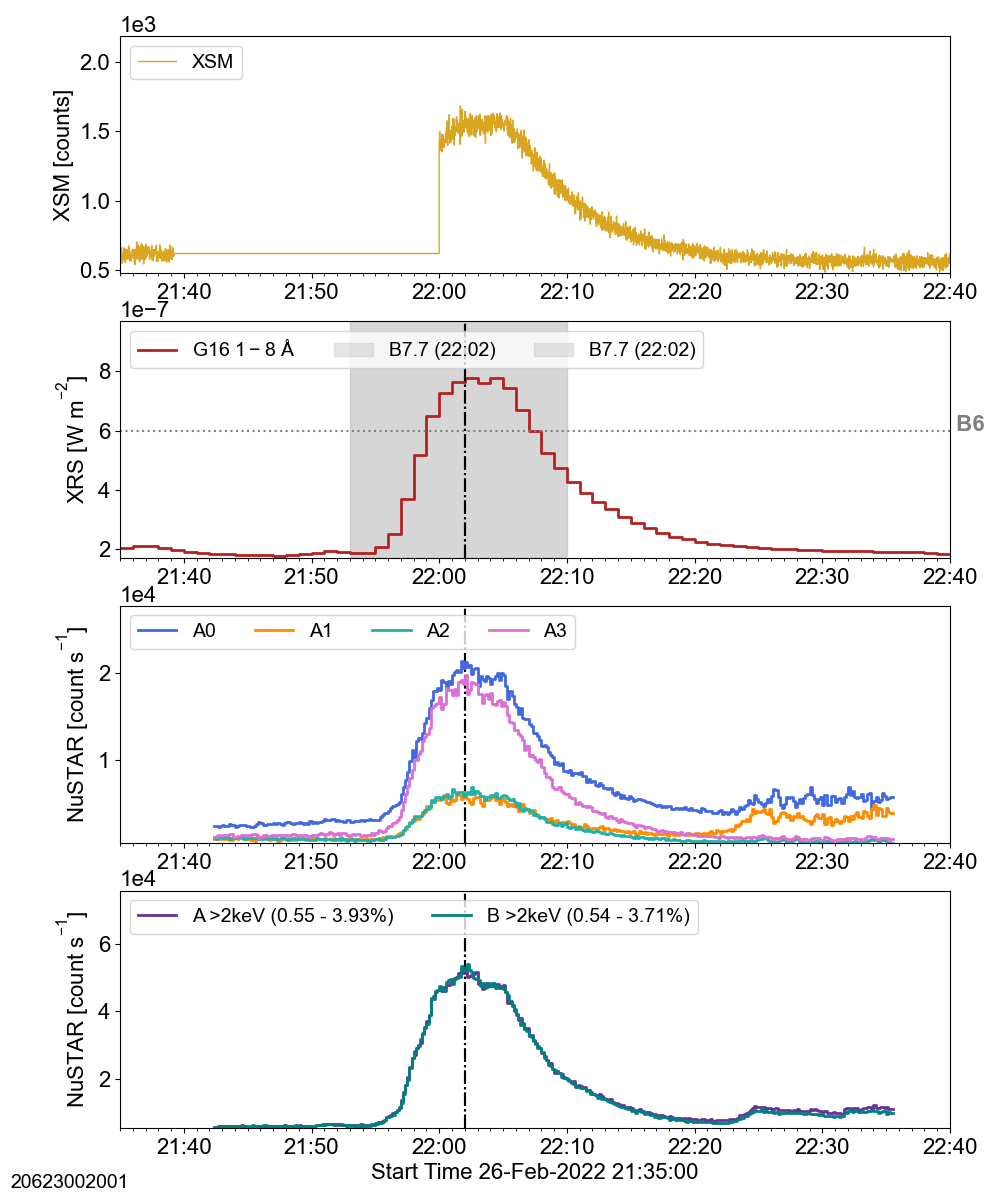 1e3
XSM
XSM [counts]
2.0
1.5
1.0
0.5
21:40 21:50 22:00 22:10 22:20 22:30 22:40
1e−7
G16 1 − 8 Å B7.7 (22:02) B7.7 (22:02)
XRS [W m−2]
8
6
4
2
B6
21:40 21:50 22:00 22:10 22:20 22:30 22:40
1e4
A0 A1 A2 A3
NuSTAR [count s−1]
2
1
21:40 21:50 22:00 22:10 22:20 22:30 22:40
1e4
A >2keV (0.55 - 3.93%) B >2keV (0.54 - 3.71%)
NuSTAR [count s−1]
6
4
2
21:40 21:50 22:00 22:10 22:20 22:30 22:40
Start Time 26-Feb-2022 21:35:00
20623002001